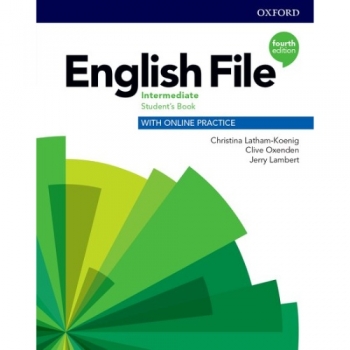 OXFORD
fourth
edition
English File
Intermediate
Student's Book
WITH ONLINE PRACTICE
Christina Latham-Koenig
Clive Oxenden
Jerry Lambert